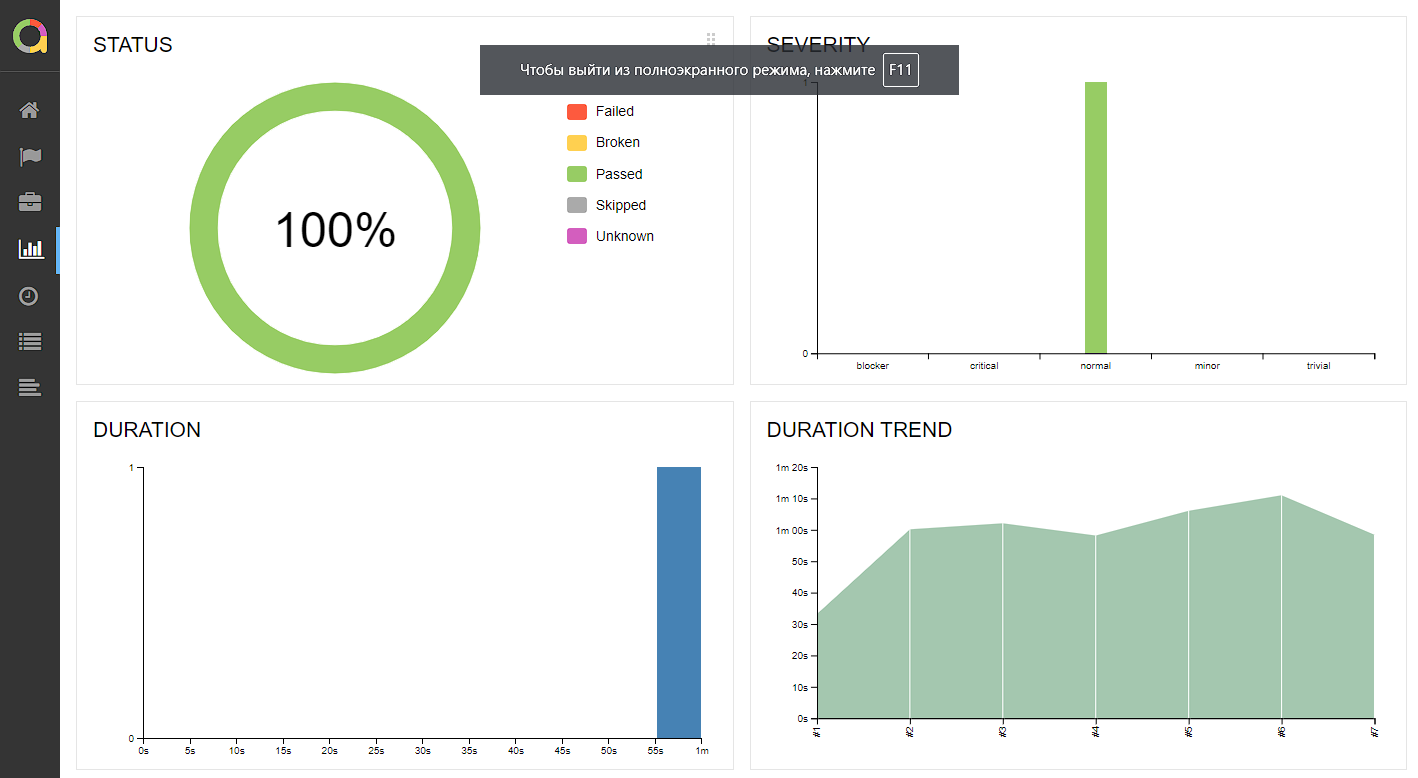 STATUS
SEVERITY
Чтобы выйти из полноэкранного режима, нажмите F11
Failed
Broken
Passed
Skipped
Unknown
100%
1
0
blocker critical normal minor trivial
DURATION
1
0
0s 5s 10s 15s 20s 25s 30s 35s 40s 45s 50s 55s 1m
DURATION TREND
1m 20s
1m 10s
1m 00s
50s
40s
30s
20s
10s
0s
#1 #2 #3 #4 #5 #6 #7